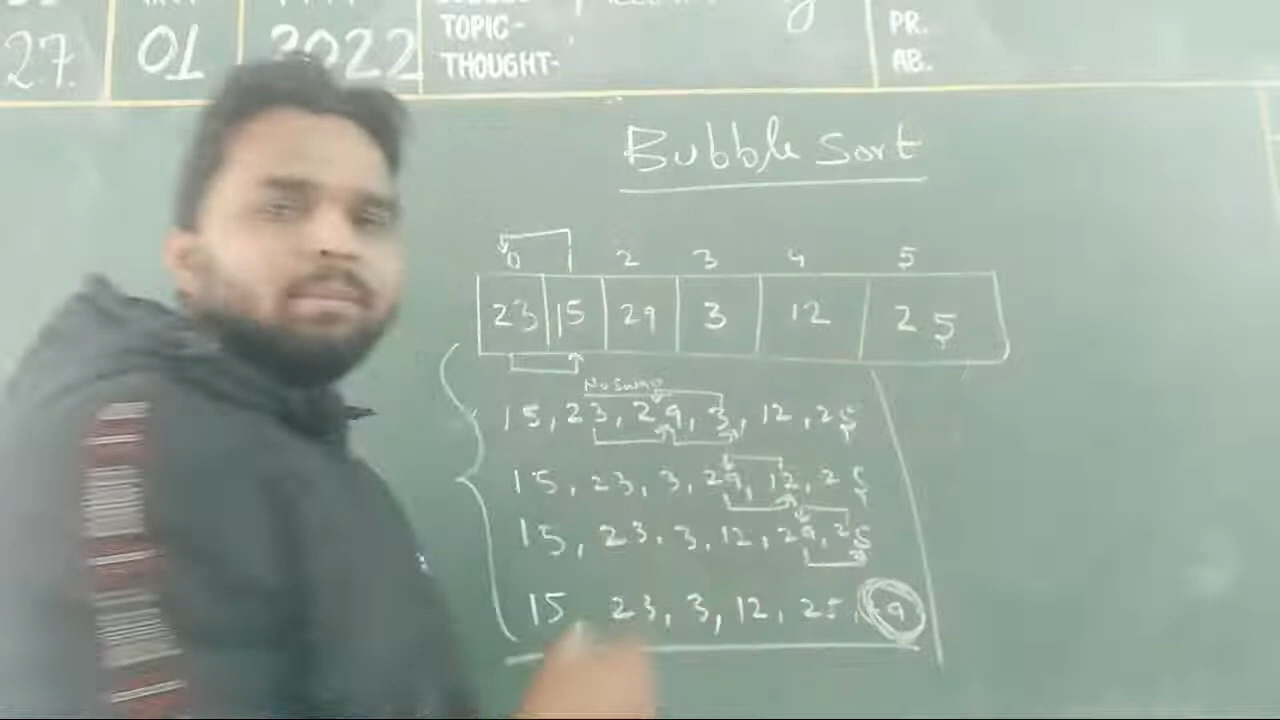 27. 01 2022
TOPIC-
THOUGHT-
PR.
AB.
Bubble Sort
0 2 3 4 5
23 15 29 3 12 25
No Swap
15, 23, 29, 3, 12, 25
15, 23, 3, 29, 12, 25
15, 23, 3, 12, 29, 25
15, 23, 3, 12, 25, 9